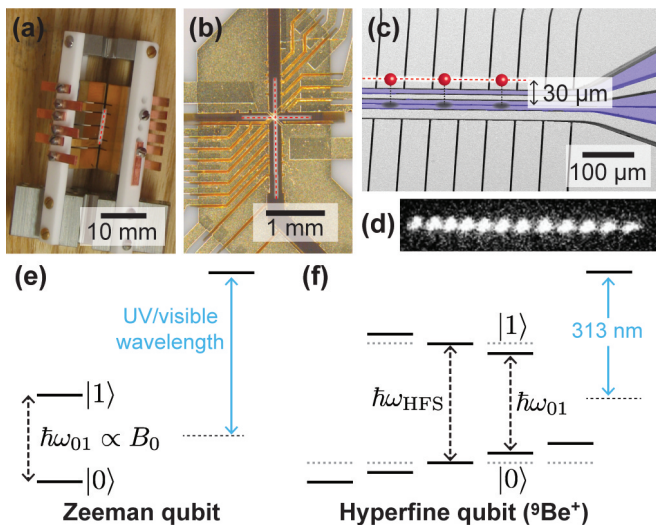 (a)
10 mm
(b)
1 mm
(c)
30 µm
100 µm
(d)
(e)
UV/visible
wavelength
|1⟩
ħω01 ∝ B0
|0⟩
Zeeman qubit
(f)
|1⟩
313 nm
ħωHFS
ħω01
|0⟩
Hyperfine qubit (⁹Be⁺)